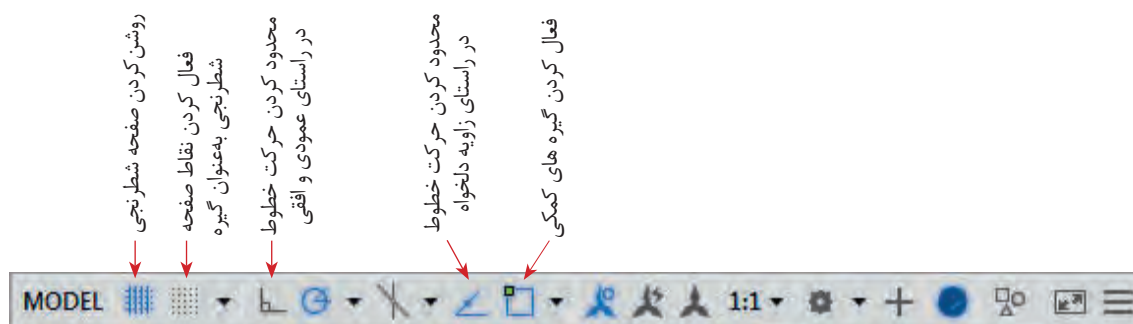 روشن کردن صفحه شطرنجی
فعال کردن نقاط صفحه
شطرنجی به‌عنوان گیره
محدود کردن حرکت خطوط
در راستای عمودی و افقی
محدود کردن حرکت خطوط
در راستای زاویه دلخواه
فعال کردن گیره های کمکی
MODEL 1:1